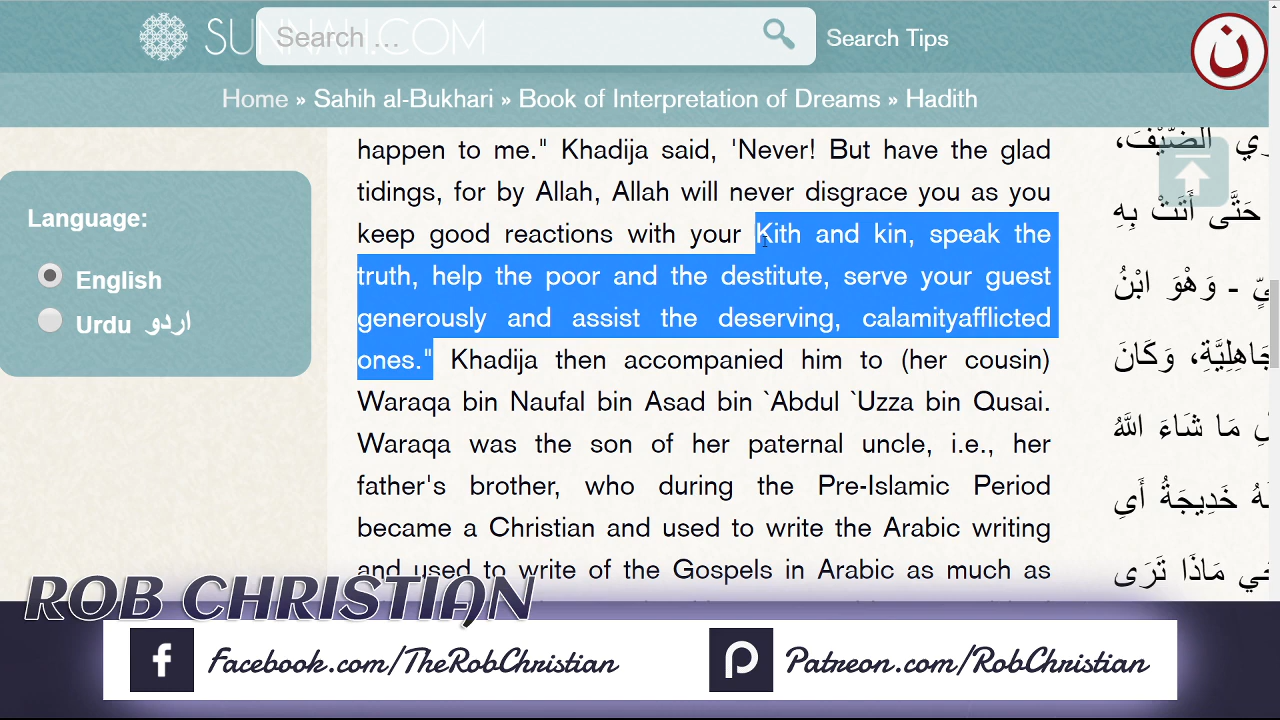 SUNNAH.COM
Search ...
Search Tips
ن
Home » Sahih al-Bukhari » Book of Interpretation of Dreams » Hadith
Language:
English
Urdu اردو
happen to me." Khadija said, 'Never! But have the glad
tidings, for by Allah, Allah will never disgrace you as you
keep good reactions with your Kith and kin, speak the
truth, help the poor and the destitute, serve your guest
generously and assist the deserving, calamityafflicted
ones." Khadija then accompanied him to (her cousin)
Waraqa bin Naufal bin Asad bin `Abdul `Uzza bin Qusai.
Waraqa was the son of her paternal uncle, i.e., her
father's brother, who during the Pre-Islamic Period
became a Christian and used to write the Arabic writing
and used to write of the Gospels in Arabic as much as
الضَّيْفَ،
حَتَّى أَتَتْ بِهِ
ـ وَهْوَ ابْنُ
وَكَانَ
مَا شَاءَ اللَّهُ
خَدِيجَةُ أَىِ
مَاذَا تَرَى
ROB CHRISTIAN
Facebook.com/TheRobChristian
Patreon.com/RobChristian